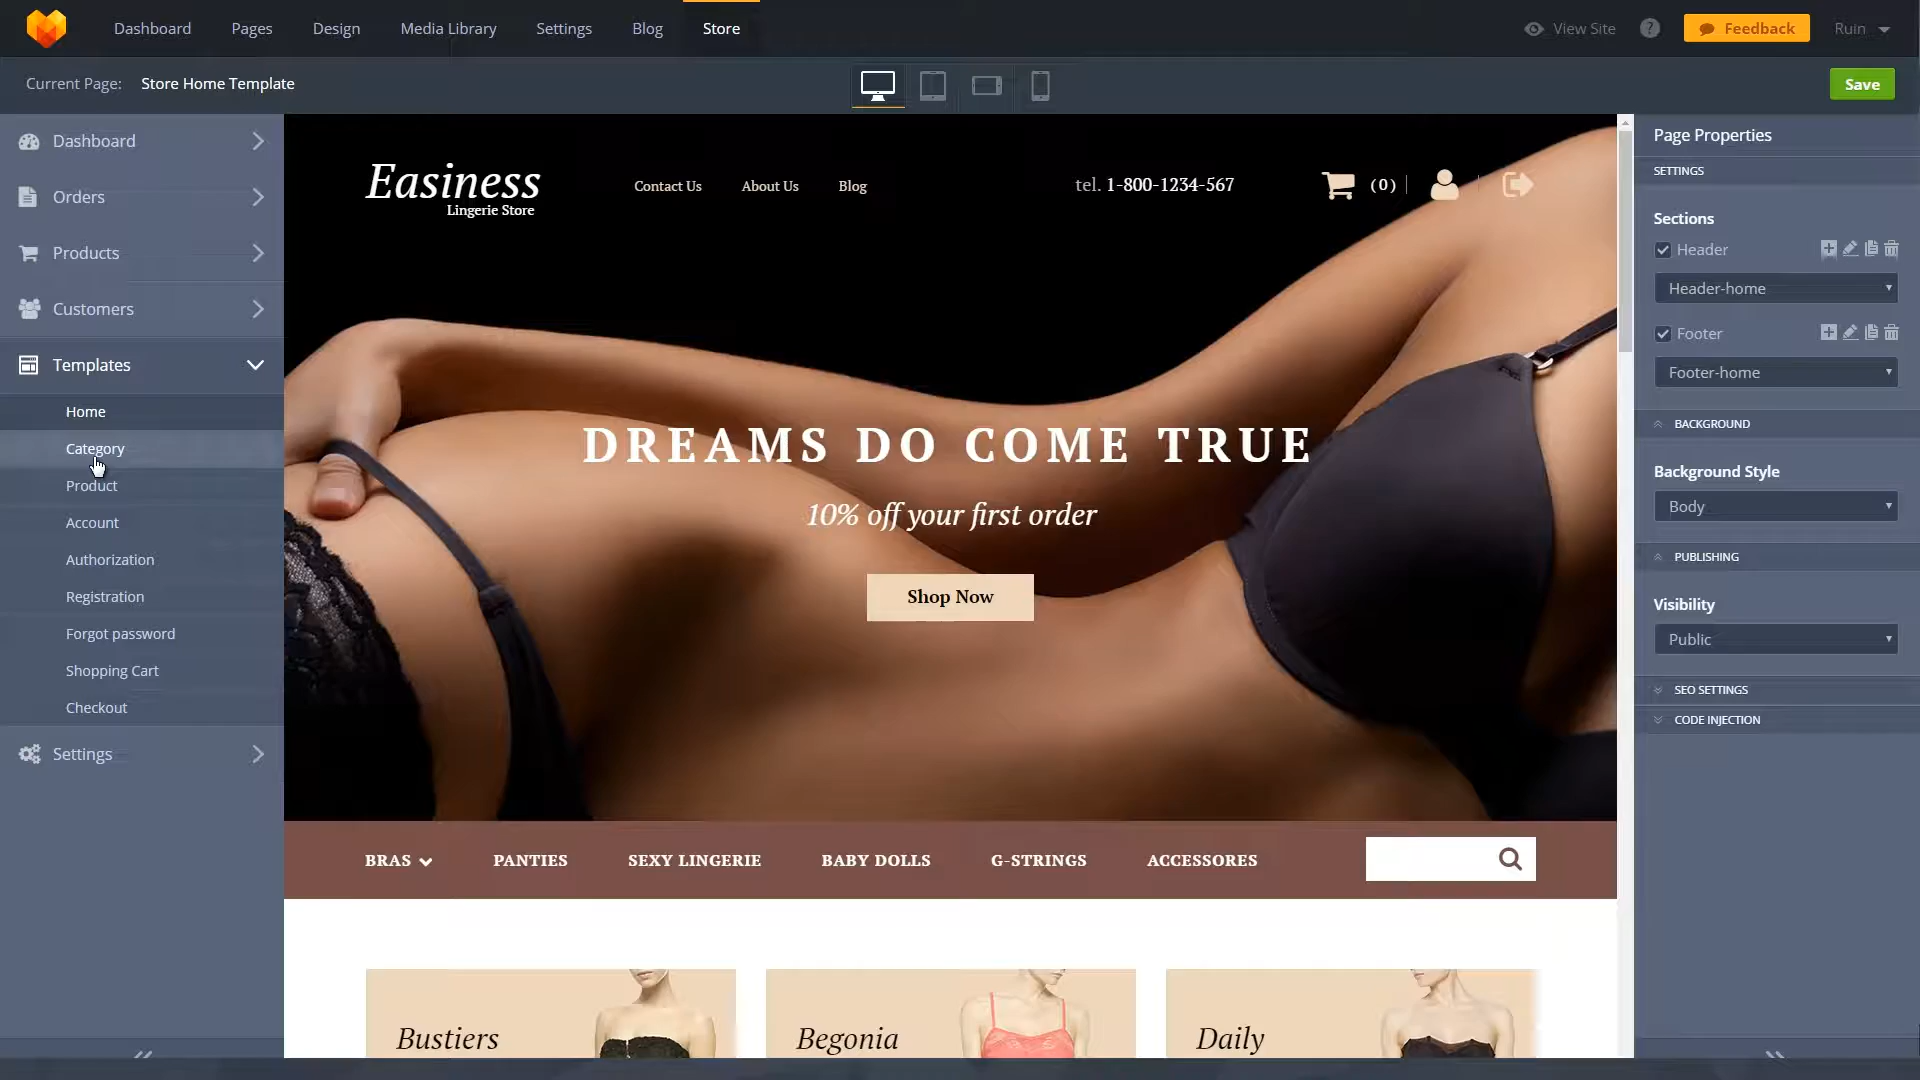 Dashboard Pages Design Media Library Settings Blog Store View Site ? Feedback Ruin
Current Page: Store Home Template Save
Dashboard
Orders
Products
Customers
Templates
Home
Category
Product
Account
Authorization
Registration
Forgot password
Shopping Cart
Checkout
Settings
Easiness
Lingerie Store
Contact Us About Us Blog
tel. 1-800-1234-567
(0)
DREAMS DO COME TRUE
10% off your first order
Shop Now
BRAS PANTIES SEXY LINGERIE BABY DOLLS G-STRINGS ACCESSORES
Bustiers Begonia Daily
Page Properties
SETTINGS
Sections
Header
Header-home
Footer
Footer-home
BACKGROUND
Background Style
Body
PUBLISHING
Visibility
Public
SEO SETTINGS
CODE INJECTION